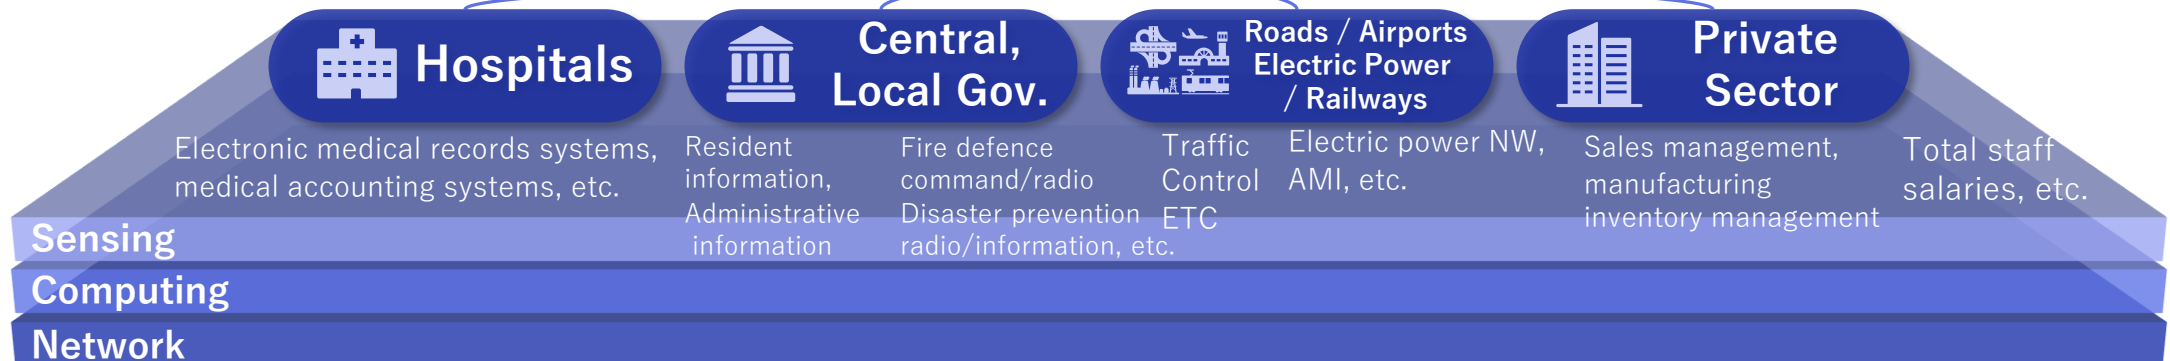 Hospitals
Central,
Local Gov.
Roads / Airports
Electric Power
/ Railways
Private
Sector
Electronic medical records systems,
medical accounting systems, etc.
Resident
information,
Administrative
information
Fire defence
command/radio
Disaster prevention
radio/information, etc.
Traffic
Control
ETC
Electric power NW,
AMI, etc.
Sales management,
manufacturing
inventory management
Total staff
salaries, etc.
Sensing
Computing
Network